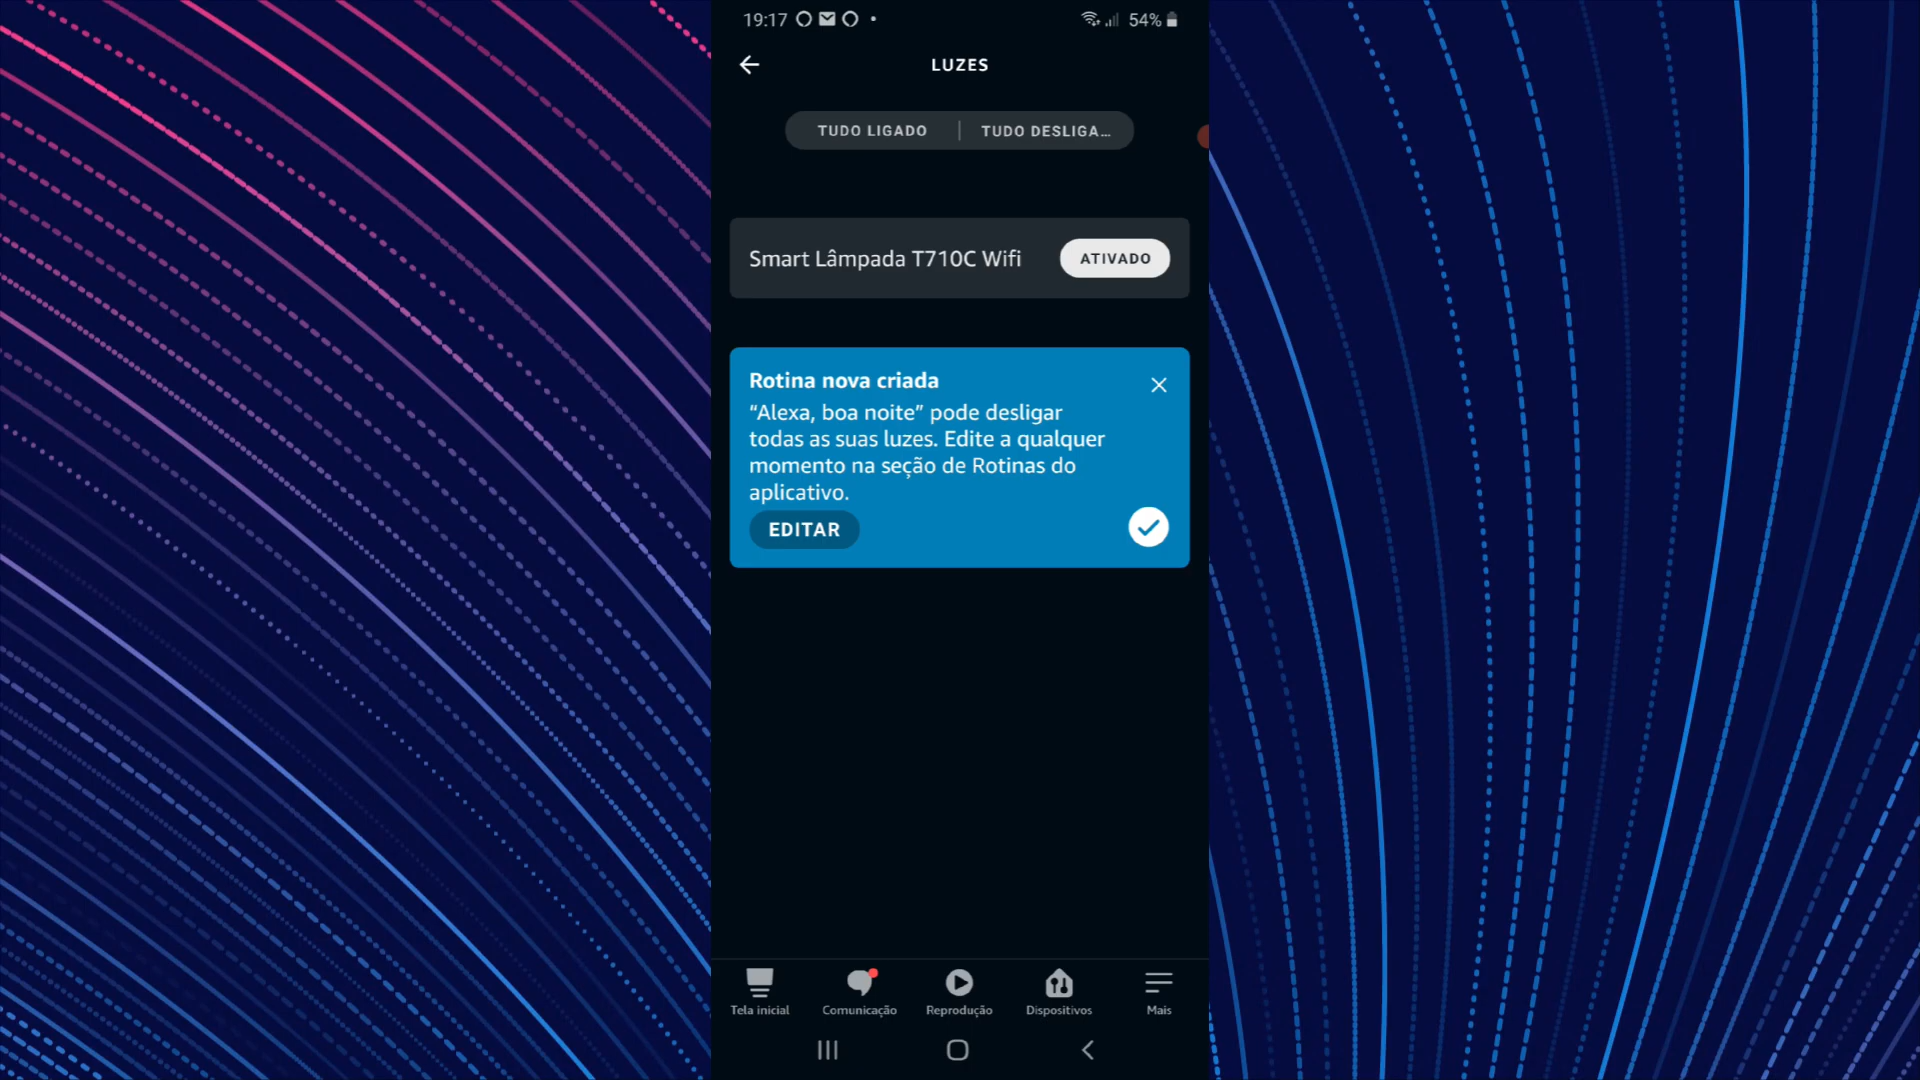 19:17
54%
LUZES
TUDO LIGADO
TUDO DESLIGA...
Smart Lâmpada T710C Wifi
ATIVADO
Rotina nova criada
“Alexa, boa noite” pode desligar
todas as suas luzes. Edite a qualquer
momento na seção de Rotinas do
aplicativo.
EDITAR
Tela inicial
Comunicação
Reprodução
Dispositivos
Mais